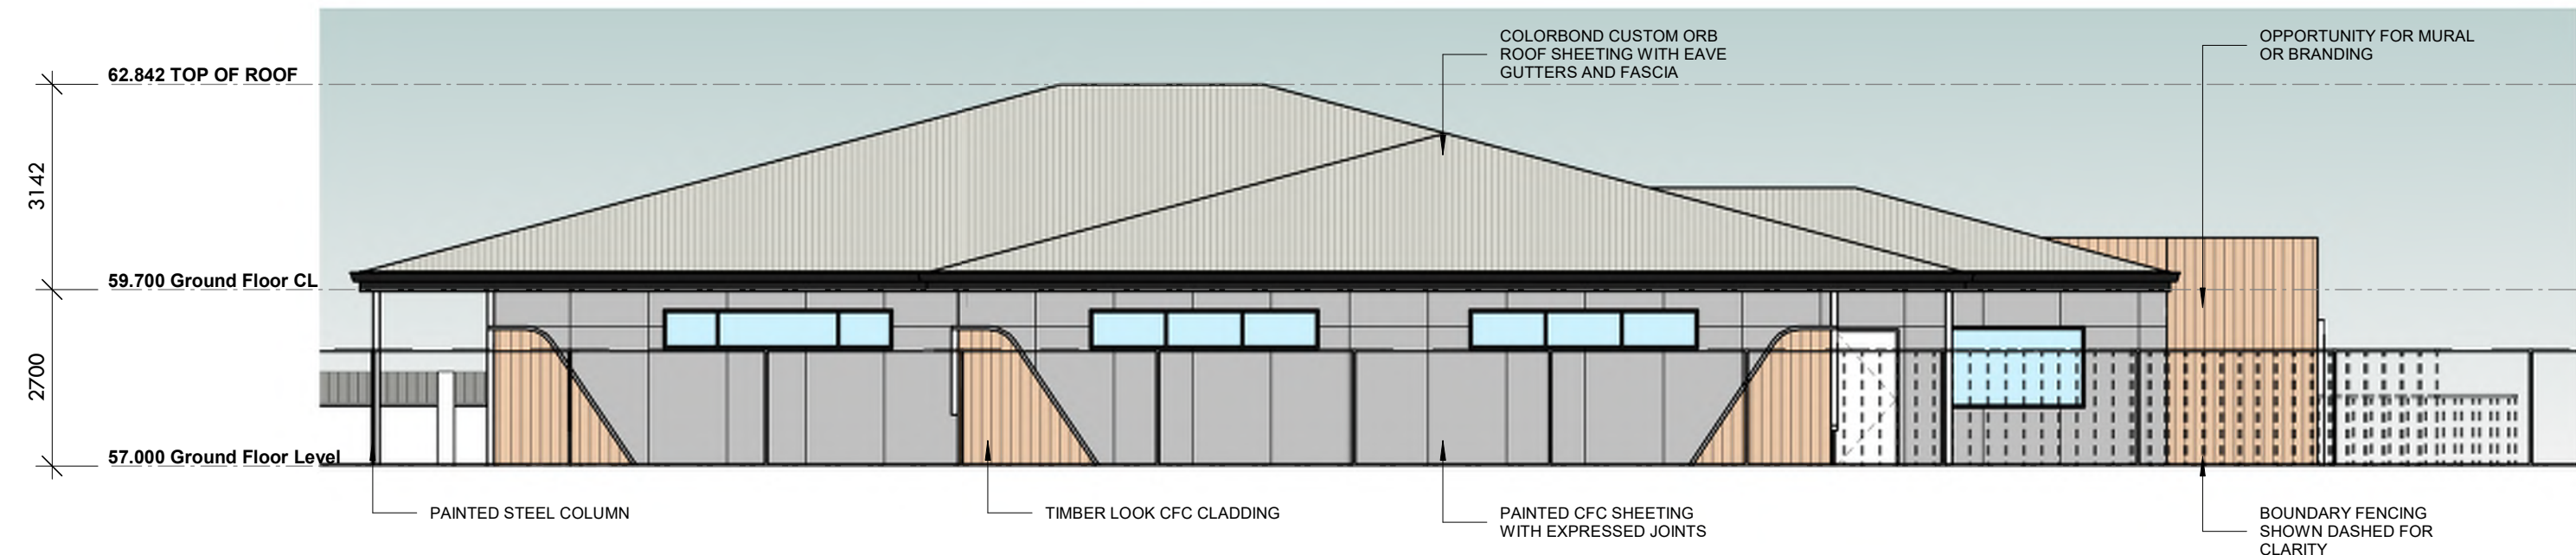 COLORBOND CUSTOM ORB
ROOF SHEETING WITH EAVE
GUTTERS AND FASCIA
OPPORTUNITY FOR MURAL
OR BRANDING
62.842 TOP OF ROOF
3142
59.700 Ground Floor CL
2700
57.000 Ground Floor Level
PAINTED STEEL COLUMN
TIMBER LOOK CFC CLADDING
PAINTED CFC SHEETING
WITH EXPRESSED JOINTS
BOUNDARY FENCING
SHOWN DASHED FOR
CLARITY